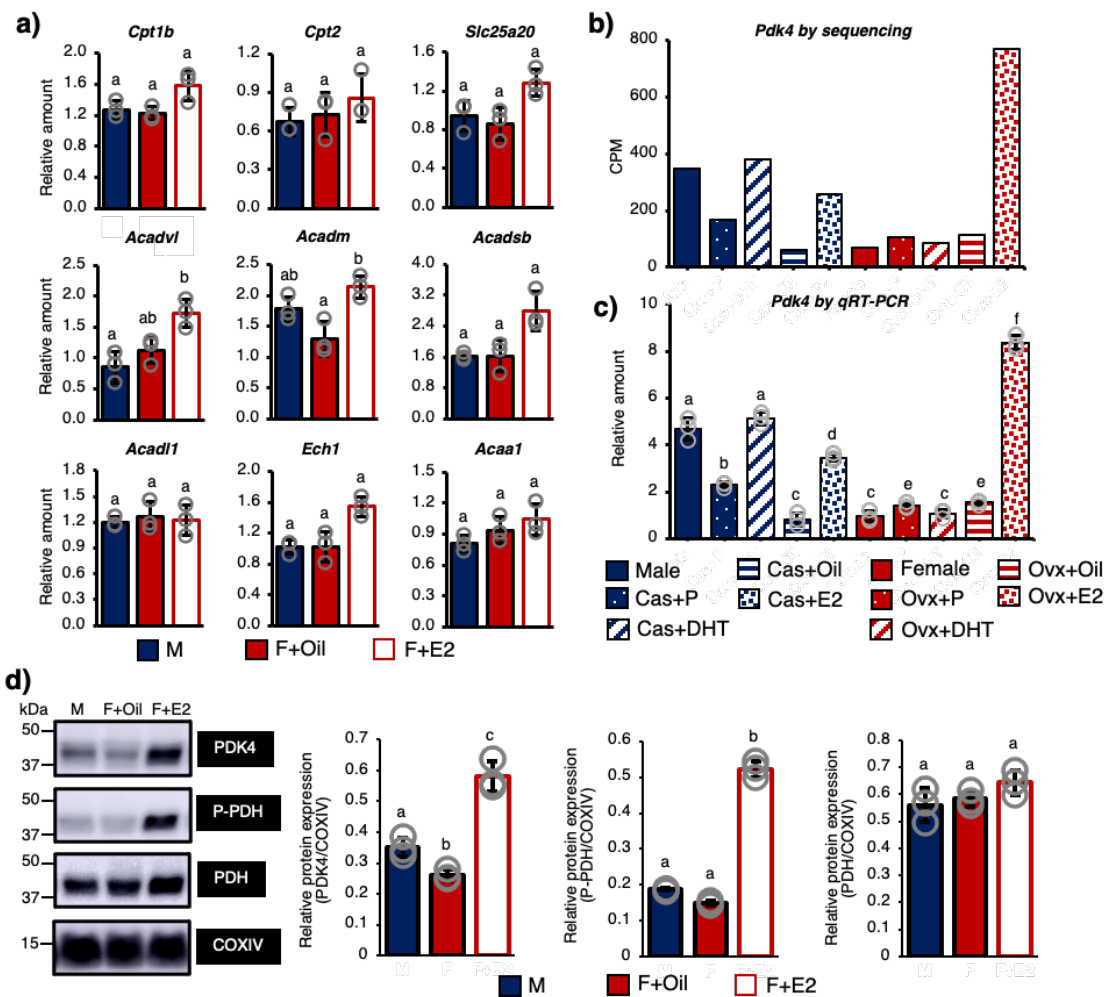 a)
Cpt1b
Cpt2
Slc25a20
Relative amount
2.0
1.6
1.2
0.8
0.4
0.0
a
a
a
1.2
0.9
0.6
0.3
0.0
a
a
a
1.6
1.2
0.8
0.4
0.0
a
a
a
Acadvl
Acadm
Acadsb
Relative amount
2.5
2.0
1.5
1.0
0.5
0.0
a
ab
b
2.5
2.0
1.5
1.0
0.5
0.0
ab
a
b
4.0
3.2
2.4
1.6
0.8
0.0
a
a
a
Acadl1
Ech1
Acaa1
Relative amount
1.8
1.5
1.2
0.9
0.6
0.3
0.0
a
a
a
2.0
1.6
1.2
0.8
0.4
0.0
a
a
a
2.0
1.6
1.2
0.8
0.4
0.0
a
a
a
M
F+Oil
F+E2
b)
Pdk4 by sequencing
CPM
800
600
400
200
0
c)
Pdk4 by qRT-PCR
Relative amount
10
8
6
4
2
0
a
b
a
c
d
c
e
c
e
f
Male
Cas+Oil
Female
Ovx+Oil
Cas+P
Cas+E2
Ovx+P
Ovx+E2
Cas+DHT
Ovx+DHT
d)
kDa
M
F+Oil
F+E2
50
37
PDK4
50
37
P-PDH
50
37
PDH
15
COXIV
Relative protein expression
(PDK4/COXIV)
0.7
0.6
0.5
0.4
0.3
0.2
0.1
0
a
b
c
M
F
F+E2
Relative protein expression
(P-PDH/COXIV)
0.6
0.5
0.4
0.3
0.2
0.1
0
a
a
b
M
F
F+E2
Relative protein expression
(PDH/COXIV)
0.8
0.7
0.6
0.5
0.4
0.3
0.2
0.1
0
a
a
a
M
F
F+E2
M
F+Oil
F+E2